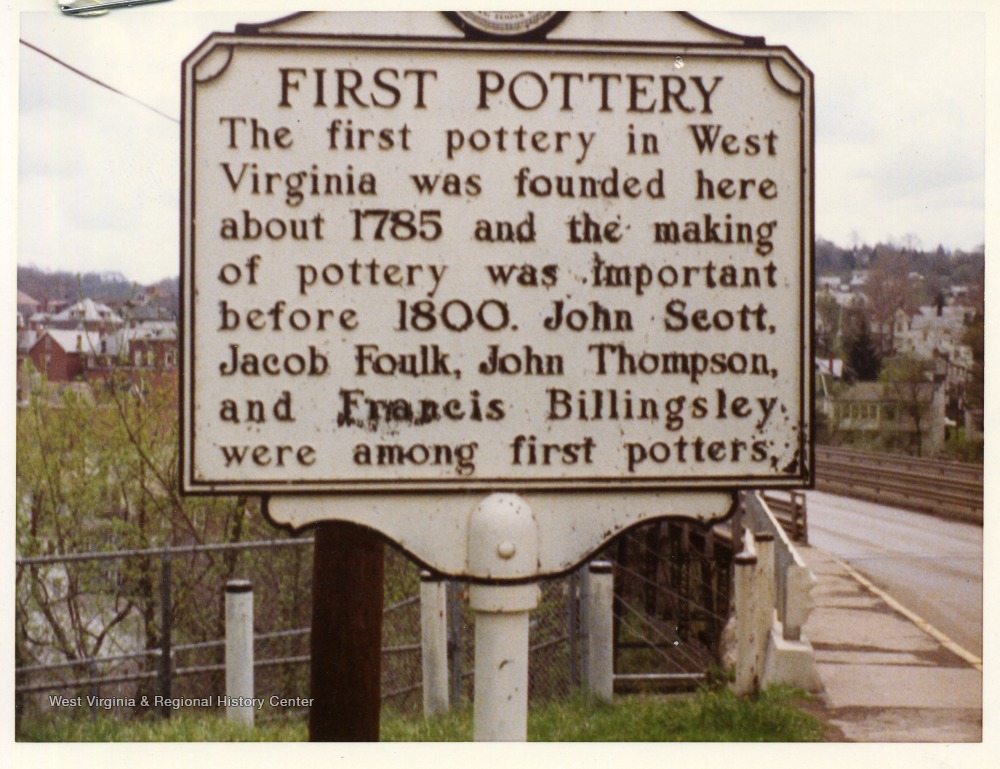 FIRST POTTERY
The first pottery in West
Virginia was founded here
about 1785 and the making
of pottery was important
before 1800. John Scott,
Jacob Foulk, John Thompson,
and Francis Billingsley
were among first potters.
West Virginia & Regional History Center